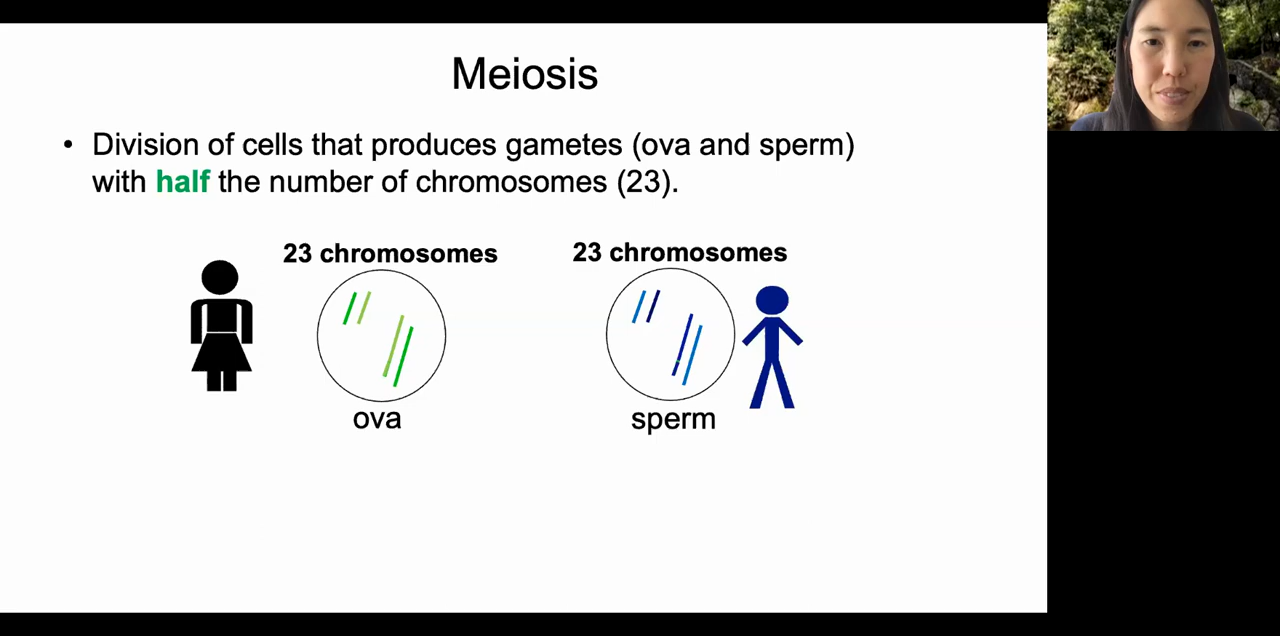 Meiosis
• Division of cells that produces gametes (ova and sperm)
with half the number of chromosomes (23).
23 chromosomes
23 chromosomes
ova
sperm